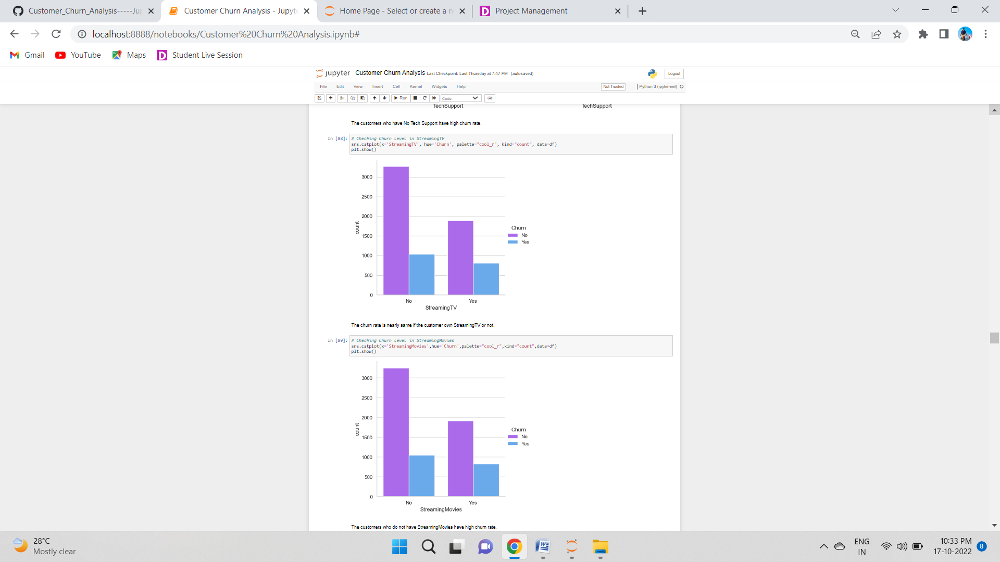 Customer_Churn_Analysis-----Jup
Customer Churn Analysis - Jupyt
Home Page - Select or create a n
Project Management
localhost:8888/notebooks/Customer%20Churn%20Analysis.ipynb#
Gmail
YouTube
Maps
Student Live Session
jupyter Customer Churn Analysis Last Checkpoint: Last Thursday at 7:47 PM (autosaved)
Logout
File Edit View Insert Cell Kernel Widgets Help
Not Trusted
Python 3 (ipykernel)
Run
Code
TechSupport TechSupport
The customers who have No Tech Support have high churn rate.
In [88]: # Checking Churn Level in StreamingTV
sns.catplot(x='StreamingTV', hue='Churn', palette="cool_r", kind="count", data=df)
plt.show()
3000
2500
2000
1500
1000
500
0
count
No Yes
StreamingTV
Churn
No
Yes
The churn rate is nearly same if the customer own StreamingTV or not.
In [89]: # Checking Churn Level in StreamingMovies
sns.catplot(x='StreamingMovies',hue='Churn',palette="cool_r",kind="count",data=df)
plt.show()
3000
2500
2000
1500
1000
500
0
count
No Yes
StreamingMovies
Churn
No
Yes
The customers who do not have StreamingMovies have high churn rate.
28°C
Mostly clear
ENG
IN
10:33 PM
17-10-2022
8